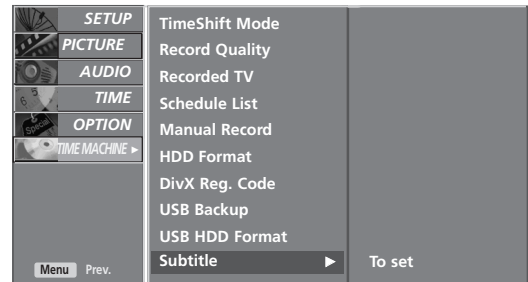 SETUP
PICTURE
AUDIO
TIME
OPTION
TIME MACHINE ►
Menu Prev.
TimeShift Mode
Record Quality
Recorded TV
Schedule List
Manual Record
HDD Format
DivX Reg. Code
USB Backup
USB HDD Format
Subtitle ►
To set